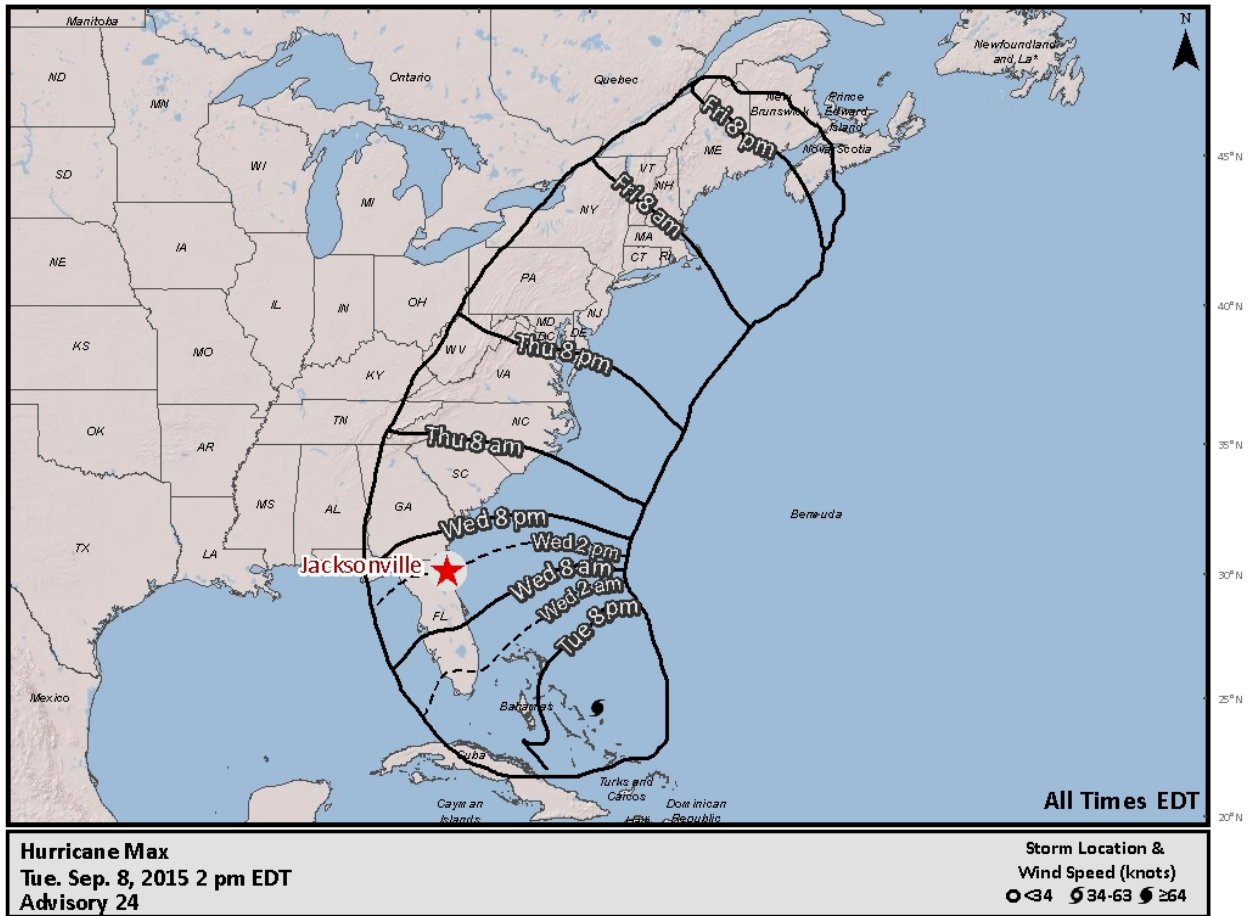 Manitoba
N
Newfoundland
and La*
ND
Ontario
Quebec
MN
New
Brunswick
Prince
Edward
Island
Fri 8 pm
ME
Nova Scotia
45°N
WI
VT
SD
NH
Fri 8 am
MI
NY
MA
IA
CT
RI
NE
PA
OH
IL
IN
40°N
NJ
MD
DC
DE
Thu 8 pm
KS
MO
WV
KY
VA
TN
NC
OK
AR
Thu 8 am
35°N
SC
MS
AL
GA
Bermuda
Wed 8 pm
TX
LA
Wed 2 pm
Jacksonville
Wed 8 am
30°N
Wed 2 am
FL
Tue 8 pm
Mexico
25°N
Bahamas
Cuba
Turks and
Caicos
Cayman
Islands
Dominican
Republic
All Times EDT
20°N
Hurricane Max
Tue. Sep. 8, 2015 2 pm EDT
Advisory 24
Storm Location &
Wind Speed (knots)
<34 34-63 ≥64